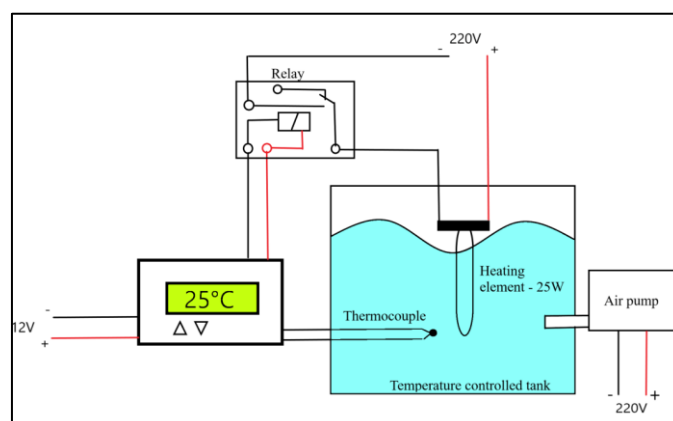 - 220V +
Relay
25°C
-
12V
+
Thermocouple
Heating
element - 25W
Air pump
Temperature controlled tank
- +
220V